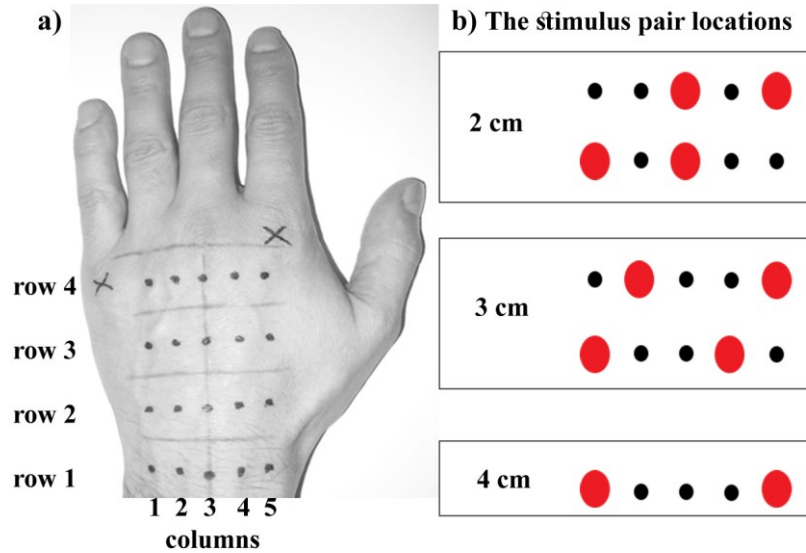 a)
row 4
row 3
row 2
row 1
1 2 3 4 5
columns
b) The stimulus pair locations
2 cm
3 cm
4 cm